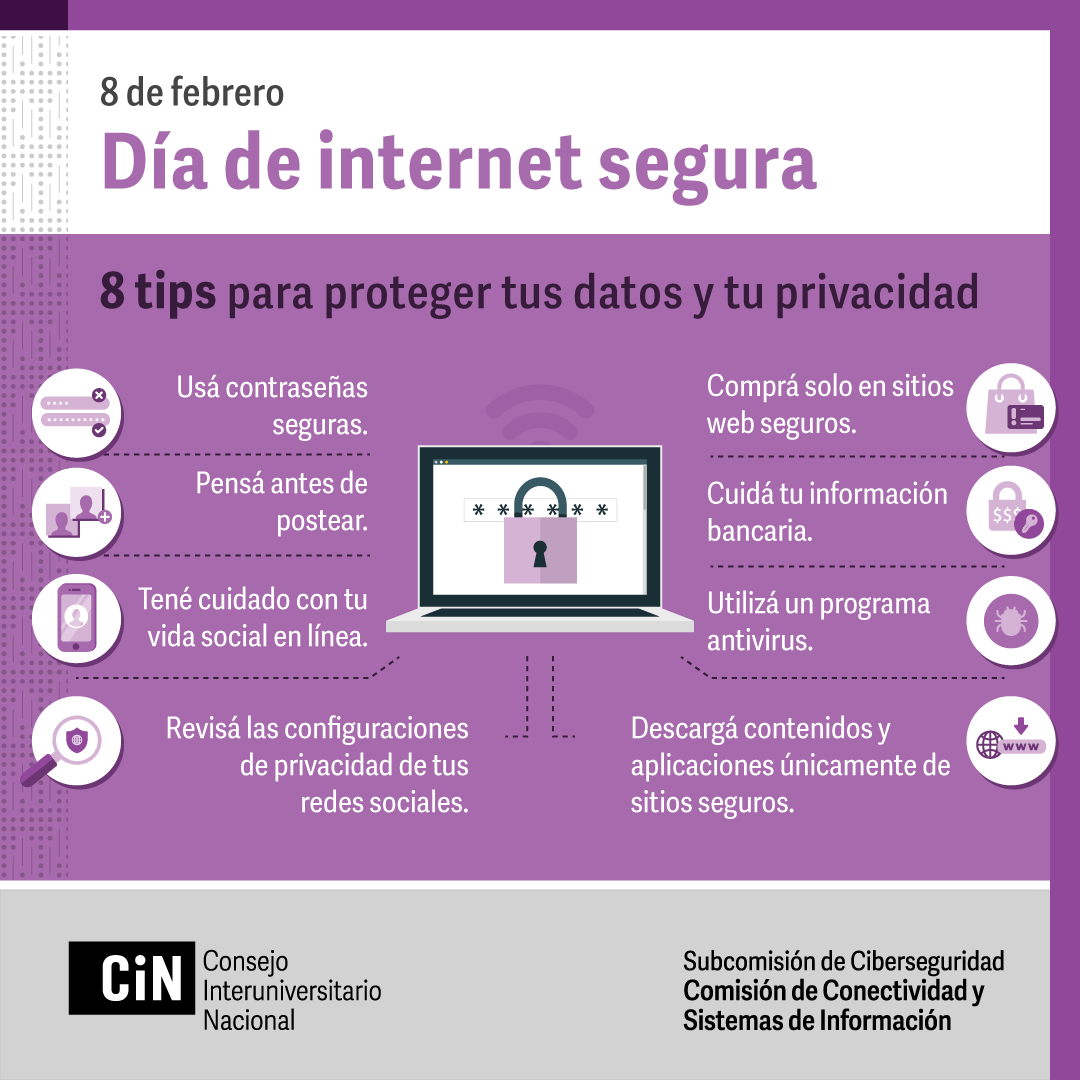 8 de febrero
Día de internet segura
8 tips para proteger tus datos y tu privacidad
Usá contraseñas
seguras.
Pensá antes de
postear.
Tené cuidado con tu
vida social en línea.
Revisá las configuraciones
de privacidad de tus
redes sociales.
* * * * * *
Comprá solo en sitios
web seguros.
Cuidá tu información
bancaria.
$$$
Utilizá un programa
antivirus.
Descargá contenidos y
aplicaciones únicamente de
sitios seguros.
www
CiN
Consejo
Interuniversitario
Nacional
Subcomisión de Ciberseguridad
Comisión de Conectividad y
Sistemas de Información